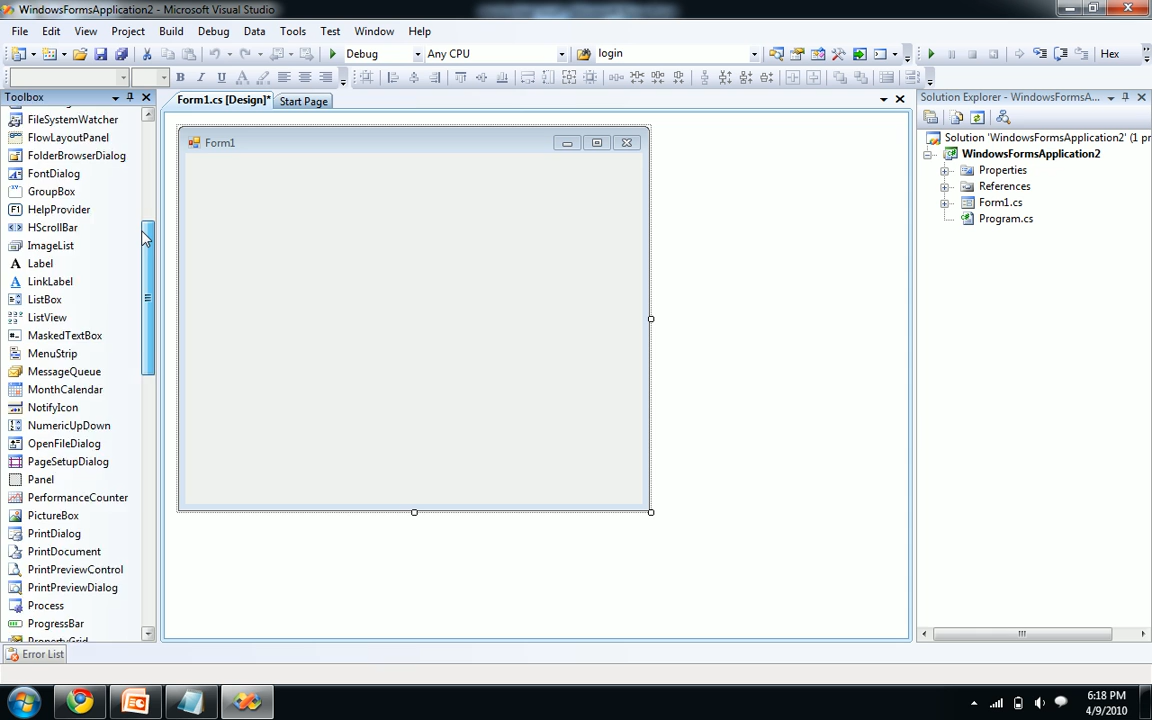 WindowsFormsApplication2 - Microsoft Visual Studio
File Edit View Project Build Debug Data Tools Test Window Help
Debug Any CPU login Hex
Toolbox
Form1.cs [Design]* Start Page
Solution Explorer - WindowsFormsA...
FileSystemWatcher
FlowLayoutPanel
FolderBrowserDialog
FontDialog
GroupBox
HelpProvider
HScrollBar
ImageList
Label
LinkLabel
ListBox
ListView
MaskedTextBox
MenuStrip
MessageQueue
MonthCalendar
NotifyIcon
NumericUpDown
OpenFileDialog
PageSetupDialog
Panel
PerformanceCounter
PictureBox
PrintDialog
PrintDocument
PrintPreviewControl
PrintPreviewDialog
Process
ProgressBar
PropertyGrid
Form1
Solution 'WindowsFormsApplication2' (1 pr
WindowsFormsApplication2
Properties
References
Form1.cs
Program.cs
Error List
6:18 PM
4/9/2010